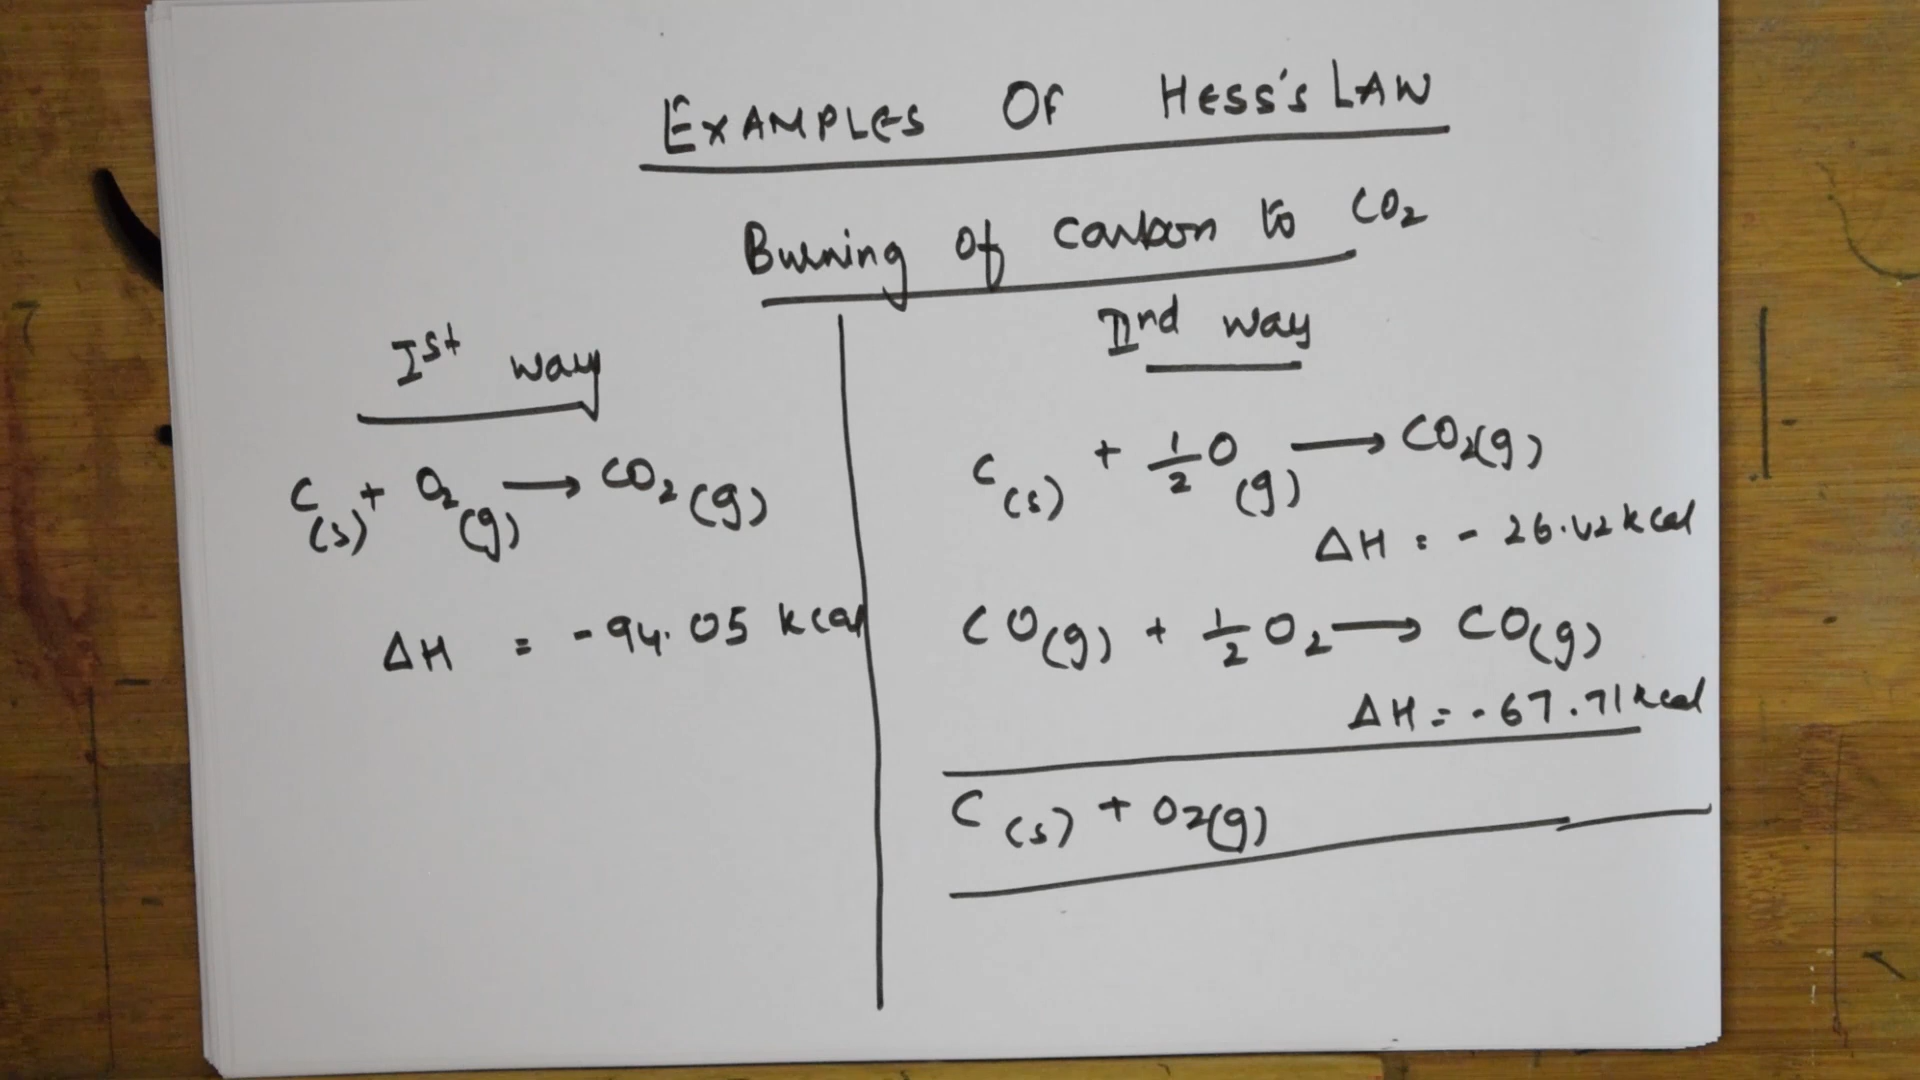 EXAMPLES OF HESS'S LAW
Burning of carbon to CO2
Ist way
C(s) + O2(g) → CO2(g)
ΔH = -94.05 kcal
IInd way
C(s) + 1/2 O(g) → CO2(g)
ΔH = -26.42 kcal
CO(g) + 1/2 O2 → CO(g)
ΔH = -67.71 kcal
C(s) + O2(g)